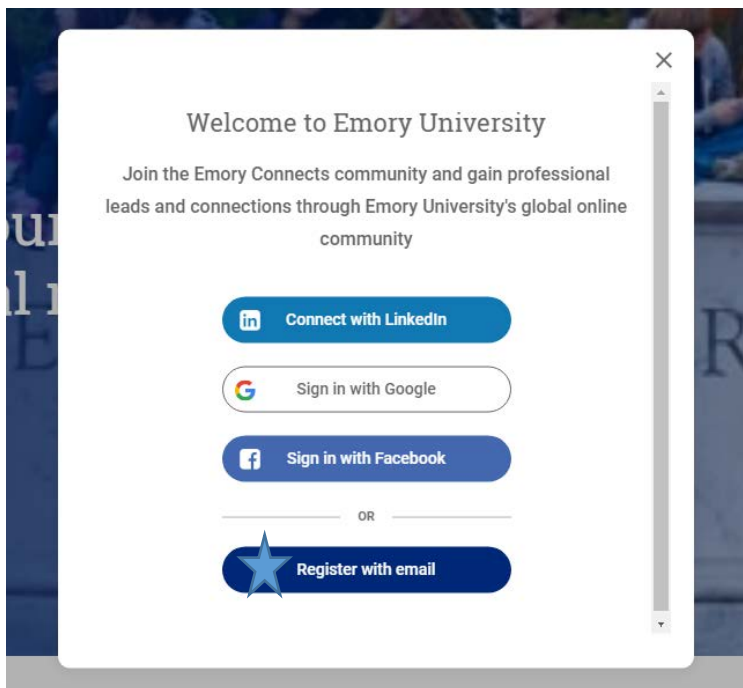 Welcome to Emory University
Join the Emory Connects community and gain professional
leads and connections through Emory University's global online
community
in Connect with LinkedIn
G Sign in with Google
f Sign in with Facebook
OR
Register with email